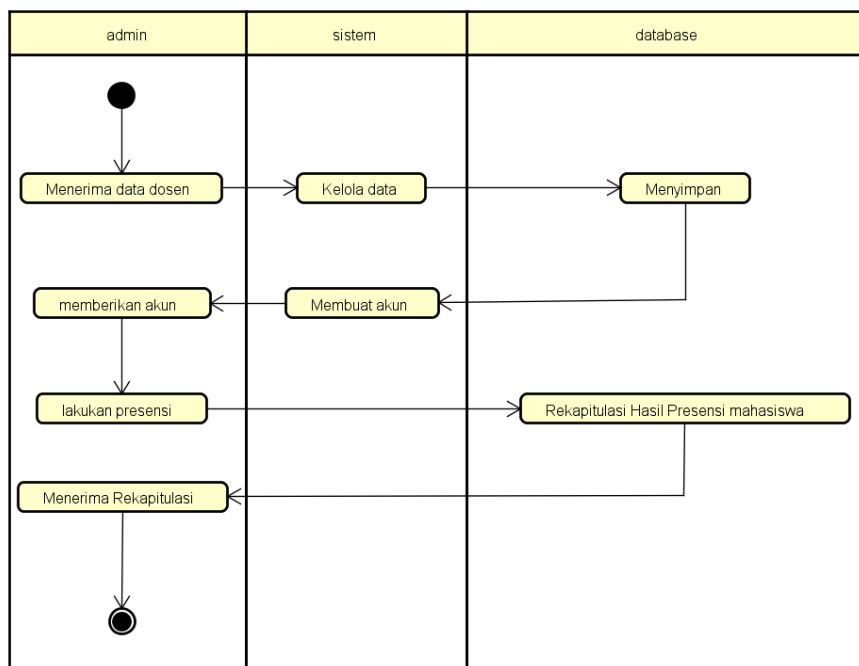 admin
sistem
database
Menerima data dosen
Kelola data
Menyimpan
memberikan akun
Membuat akun
lakukan presensi
Rekapitulasi Hasil Presensi mahasiswa
Menerima Rekapitulasi